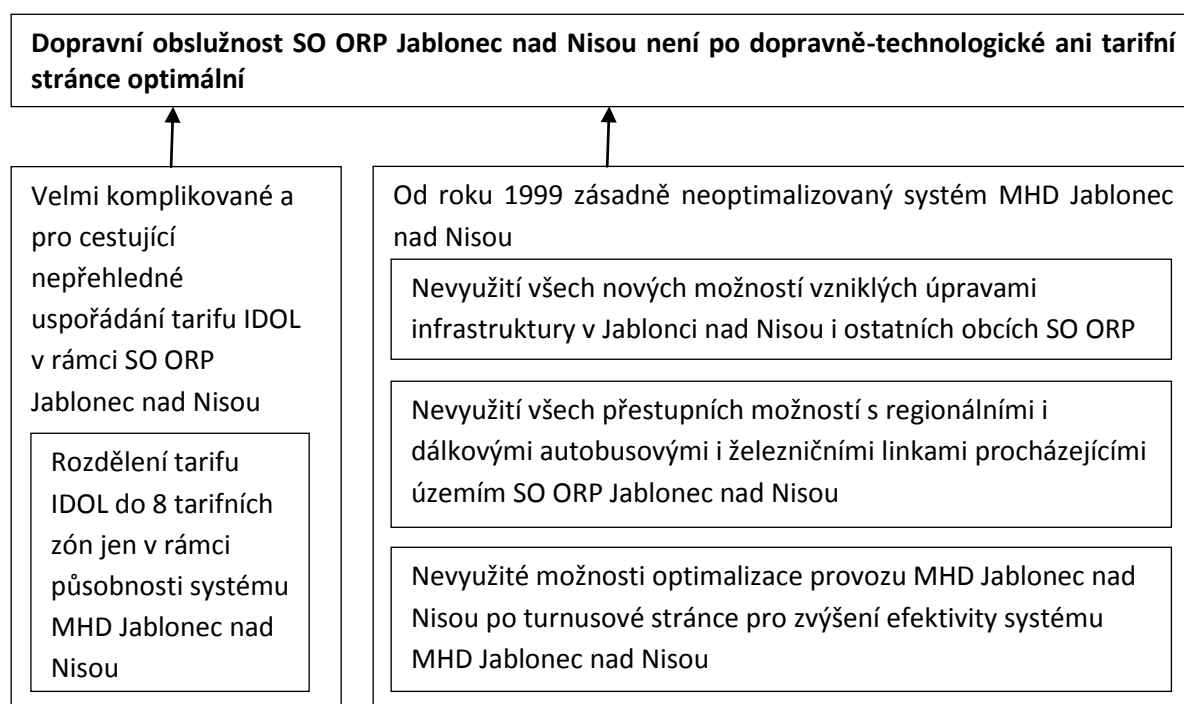 Dopravní obslužnost SO ORP Jablonec nad Nisou není po dopravně-technologické ani tarifní
stránce optimální
Velmi komplikované a
pro cestující
nepřehledné
uspořádání tarifu IDOL
v rámci SO ORP
Jablonec nad Nisou
Rozdělení tarifu
IDOL do 8 tarifních
zón jen v rámci
působnosti systému
MHD Jablonec nad
Nisou
Od roku 1999 zásadně neoptimalizovaný systém MHD Jablonec
nad Nisou
Nevyužití všech nových možností vzniklých úpravami
infrastruktury v Jablonci nad Nisou i ostatních obcích SO ORP
Nevyužití všech přestupních možností s regionálními i
dálkovými autobusovými i železničními linkami procházejícími
územím SO ORP Jablonec nad Nisou
Nevyužité možnosti optimalizace provozu MHD Jablonec nad
Nisou po turnusové stránce pro zvýšení efektivity systému
MHD Jablonec nad Nisou